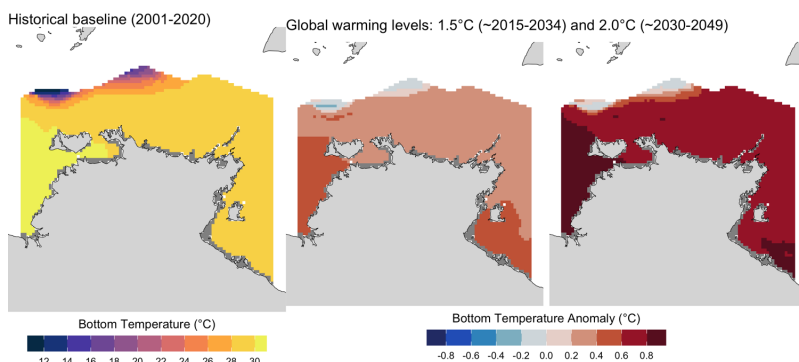 Historical baseline (2001-2020)
Global warming levels: 1.5°C (~2015-2034) and 2.0°C (~2030-2049)
Bottom Temperature (°C)
12 14 16 18 20 22 24 26 28 30
Bottom Temperature Anomaly (°C)
-0.8 -0.6 -0.4 -0.2 0.0 0.2 0.4 0.6 0.8